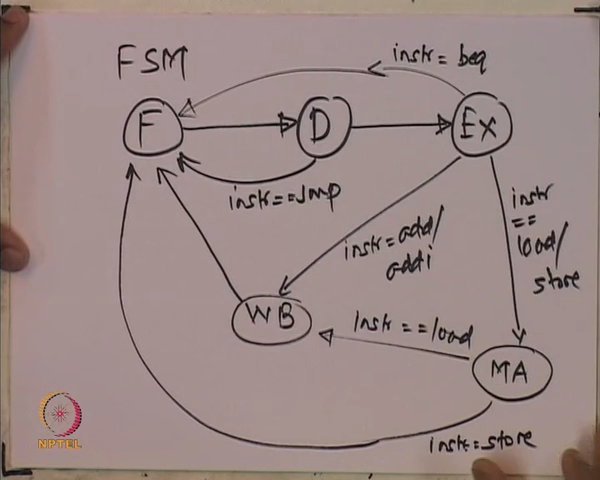 FSM
instr= beq
F
D
Ex
instr==Jmp
instr
==
load/
store
instr=add/
addi
WB
instr==load
MA
instr=store
NPTEL